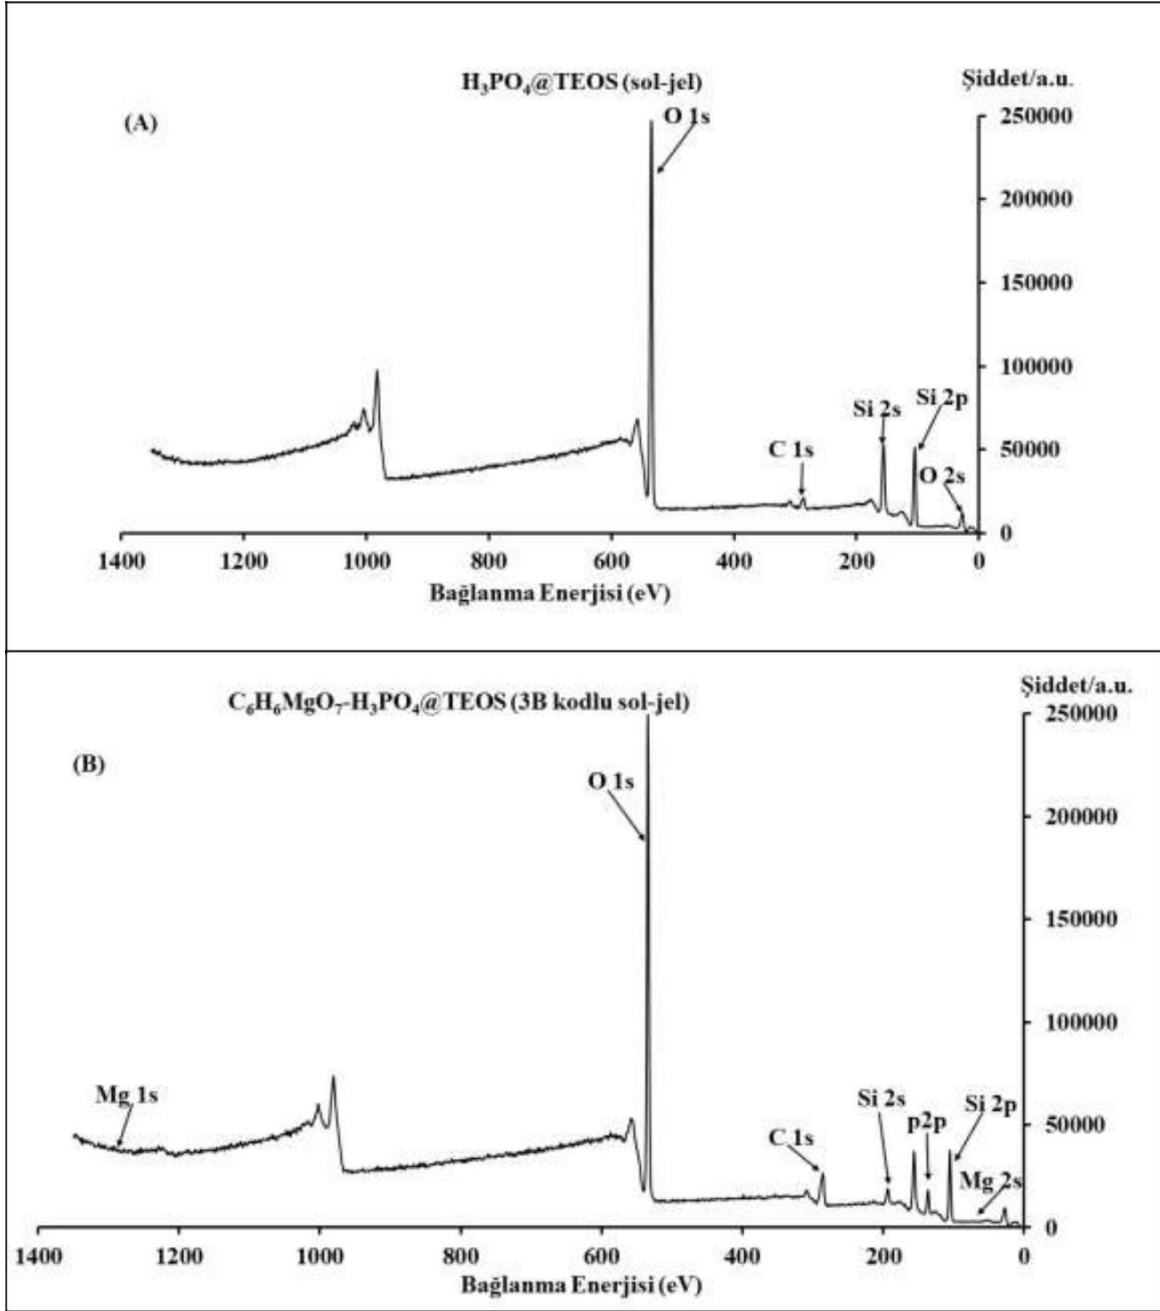 H₃PO₄@TEOS (sol-jel)
Şiddet/a.u.
(A)
O 1s
250000
200000
150000
100000
50000
0
Si 2s
Si 2p
C 1s
O 2s
1400 1200 1000 800 600 400 200 0
Bağlanma Enerjisi (eV)
C₆H₆MgO₇-H₃PO₄@TEOS (3B kodlu sol-jel)
Şiddet/a.u.
(B)
O 1s
250000
200000
150000
100000
50000
0
Mg 1s
C 1s
Si 2s
p2p
Si 2p
Mg 2s
1400 1200 1000 800 600 400 200 0
Bağlanma Enerjisi (eV)